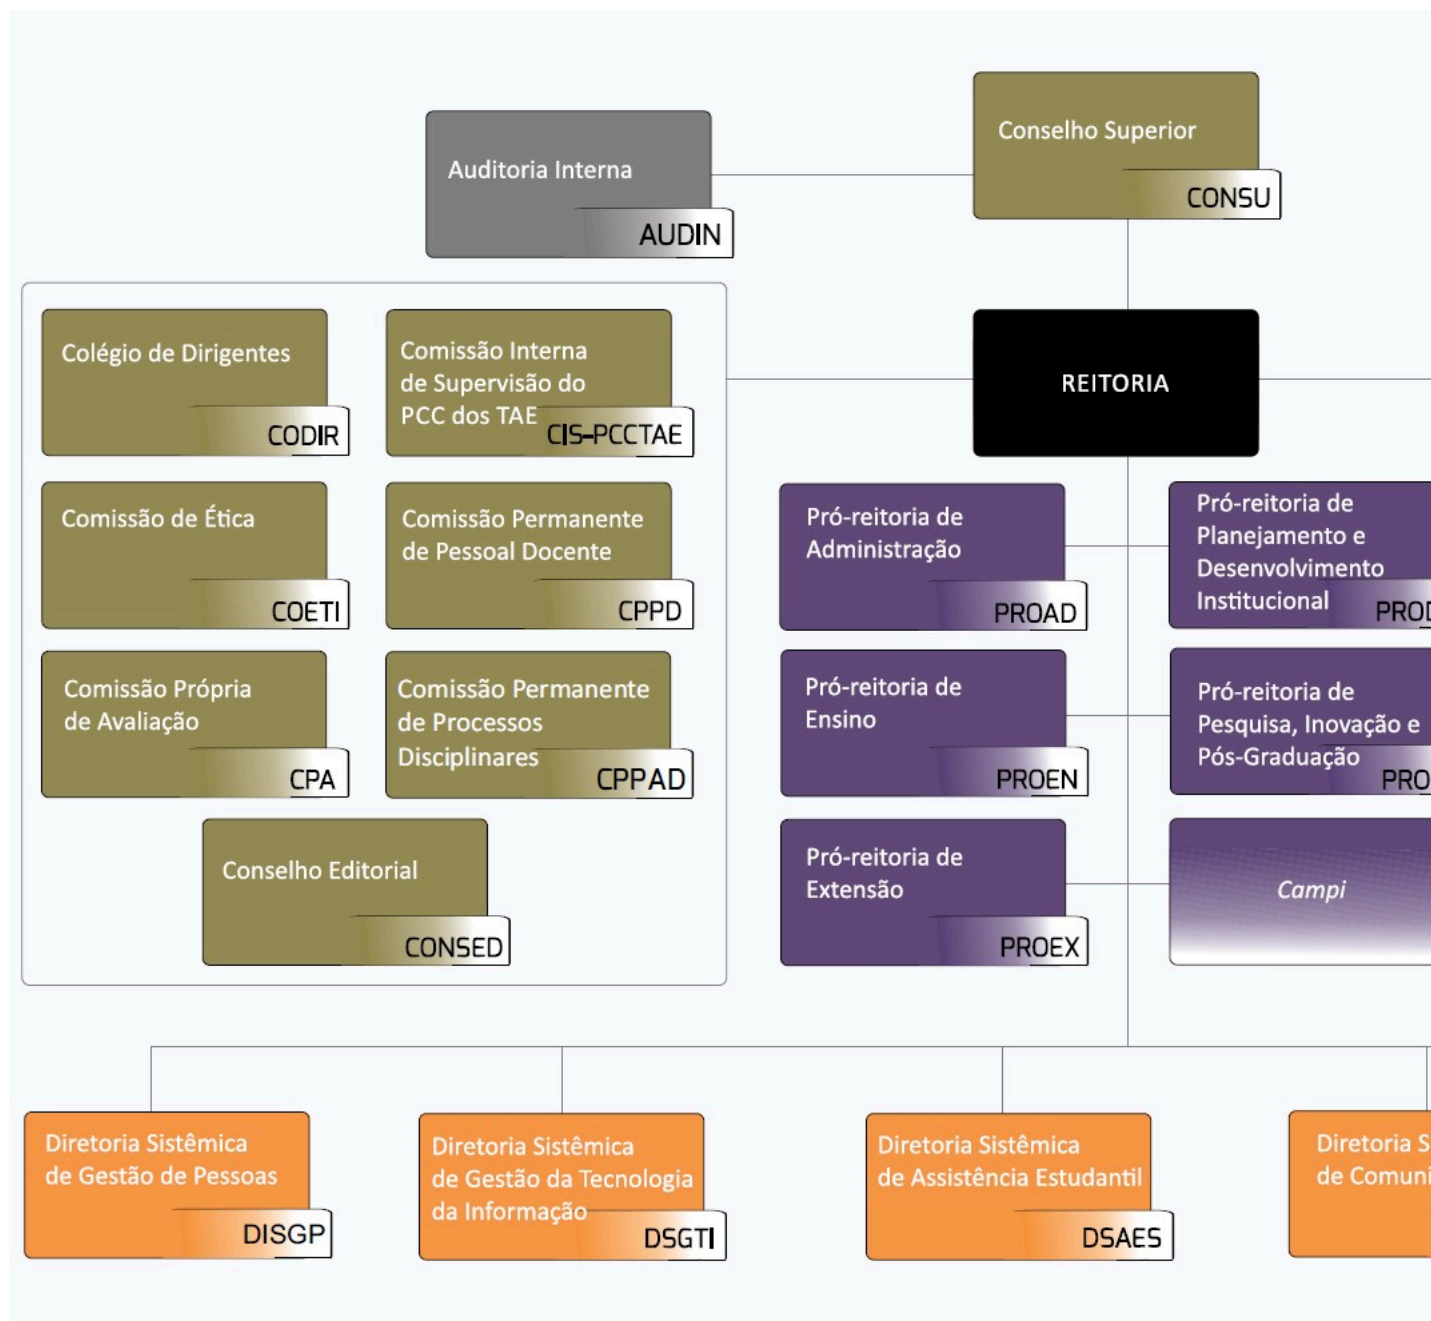 Conselho Superior
CONSU
Auditoria Interna
AUDIN
Colégio de Dirigentes
CODIR
Comissão Interna
de Supervisão do
PCC dos TAE
CIS-PCCTAE
REITORIA
Comissão de Ética
COETI
Comissão Permanente
de Pessoal Docente
CPPD
Pró-reitoria de
Administração
PROAD
Pró-reitoria de
Planejamento e
Desenvolvimento
Institucional
Comissão Própria
de Avaliação
CPA
Comissão Permanente
de Processos
Disciplinares
CPPAD
Pró-reitoria de
Ensino
PROEN
Pró-reitoria de
Pesquisa, Inovação e
Pós-Graduação
Conselho Editorial
CONSED
Pró-reitoria de
Extensão
PROEX
Campi
Diretoria Sistêmica
de Gestão de Pessoas
DISGP
Diretoria Sistêmica
de Gestão da Tecnologia
da Informação
DSGTI
Diretoria Sistêmica
de Assistência Estudantil
DSAES
Diretoria
de